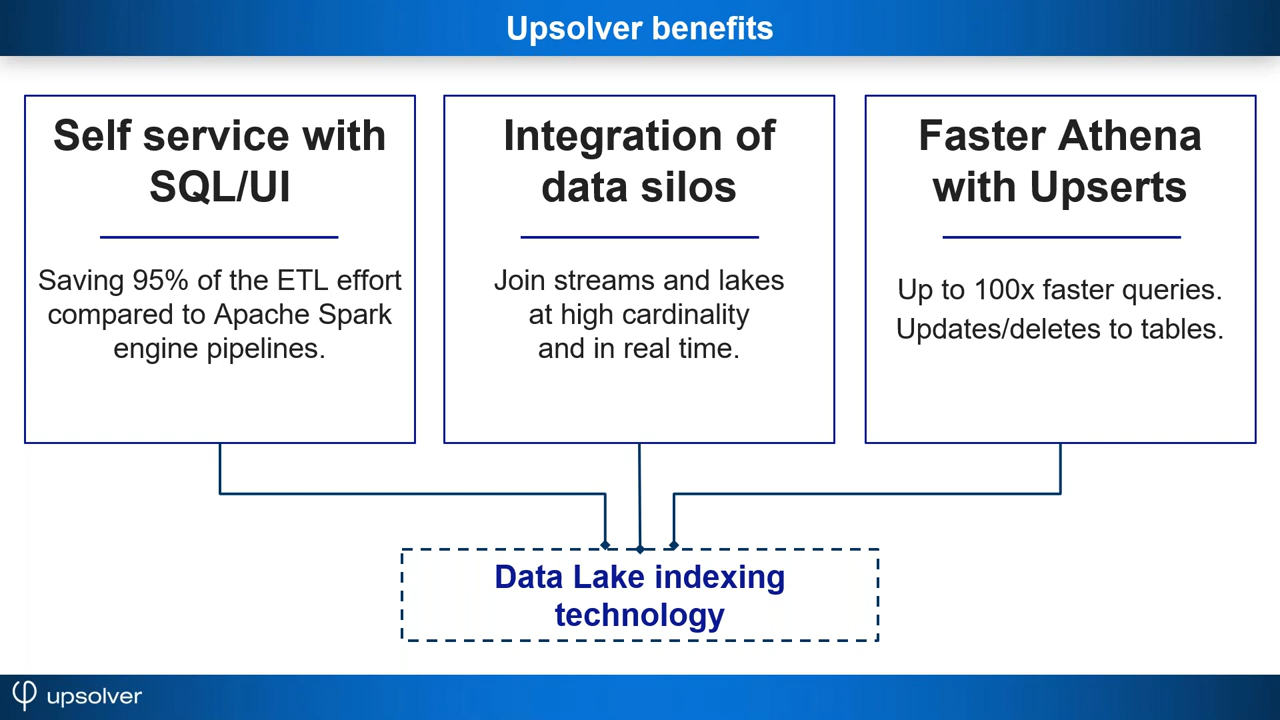 Upsolver benefits
Self service with
SQL/UI
Saving 95% of the ETL effort
compared to Apache Spark
engine pipelines.
Integration of
data silos
Join streams and lakes
at high cardinality
and in real time.
Faster Athena
with Upserts
Up to 100x faster queries.
Updates/deletes to tables.
Data Lake indexing
technology
upsolver